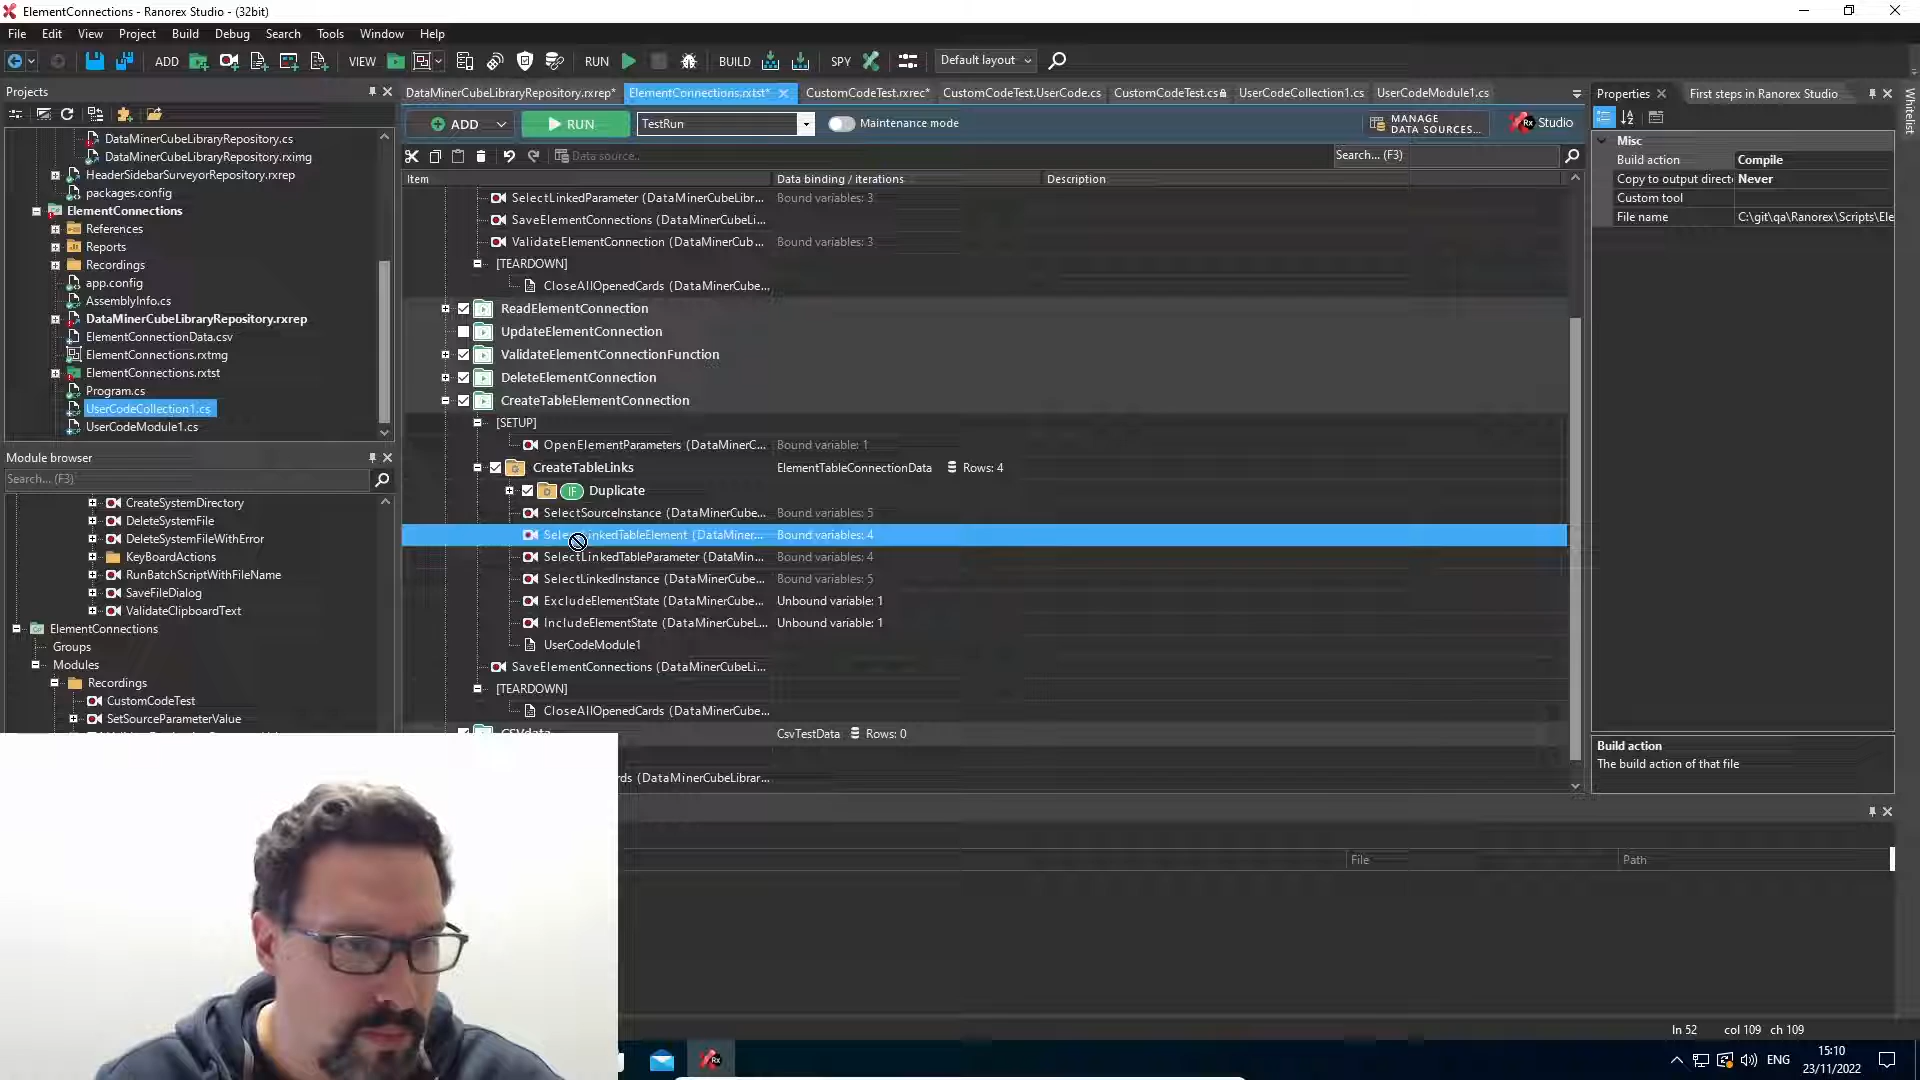 ElementConnections - Ranorex Studio - (32bit)
File Edit View Project Build Debug Search Tools Window Help
ADD VIEW RUN BUILD SPY Default layout
Projects
DataMinerCubeLibraryRepository.rxrep* ElementConnections.rxtst* CustomCodeTest.rxrec* CustomCodeTest.UserCode.cs CustomCodeTest.cs UserCodeCollection1.cs UserCodeModule1.cs
Properties First steps in Ranorex Studio
Whitelist
ADD RUN TestRun Maintenance mode MANAGE
DATA SOURCES... Rx Studio
Data source.. Search... (F3)
Item Data binding / iterations Description
DataMinerCubeLibraryRepository.cs
DataMinerCubeLibraryRepository.rximg
HeaderSidebarSurveyorRepository.rxrep
packages.config
ElementConnections
References
Reports
Recordings
app.config
AssemblyInfo.cs
DataMinerCubeLibraryRepository.rxrep
ElementConnectionData.csv
ElementConnections.rxtmg
ElementConnections.rxtst
Program.cs
UserCodeCollection1.cs
UserCodeModule1.cs
Module browser
Search... (F3)
CreateSystemDirectory
DeleteSystemFile
DeleteSystemFileWithError
KeyBoardActions
RunBatchScriptWithFileName
SaveFileDialog
ValidateClipboardText
ElementConnections
Groups
Modules
Recordings
CustomCodeTest
SetSourceParameterValue
SelectLinkedParameter (DataMinerCubeLibr... Bound variables: 3
SaveElementConnections (DataMinerCubeLi...
ValidateElementConnection (DataMinerCub... Bound variables: 3
[TEARDOWN]
CloseAllOpenedCards (DataMinerCube...
ReadElementConnection
UpdateElementConnection
ValidateElementConnectionFunction
DeleteElementConnection
CreateTableElementConnection
[SETUP]
OpenElementParameters (DataMinerC... Bound variable: 1
CreateTableLinks ElementTableConnectionData Rows: 4
IF Duplicate
SelectSourceInstance (DataMinerCube... Bound variables: 5
SelectLinkedTableElement (DataMiner... Bound variables: 4
SelectLinkedTableParameter (DataMin... Bound variables: 4
SelectLinkedInstance (DataMinerCube... Bound variables: 5
ExcludeElementState (DataMinerCube... Unbound variable: 1
IncludeElementState (DataMinerCubeL... Unbound variable: 1
UserCodeModule1
SaveElementConnections (DataMinerCubeLi...
[TEARDOWN]
CloseAllOpenedCards (DataMinerCube...
CSVdata CsvTestData Rows: 0
rds (DataMinerCubeLibrar...
Misc
Build action Compile
Copy to output directo Never
Custom tool
File name C:\git\qa\Ranorex\Scripts\Ele
Build action
The build action of that file
File Path
ln 52 col 109 ch 109
ENG
15:10
23/11/2022